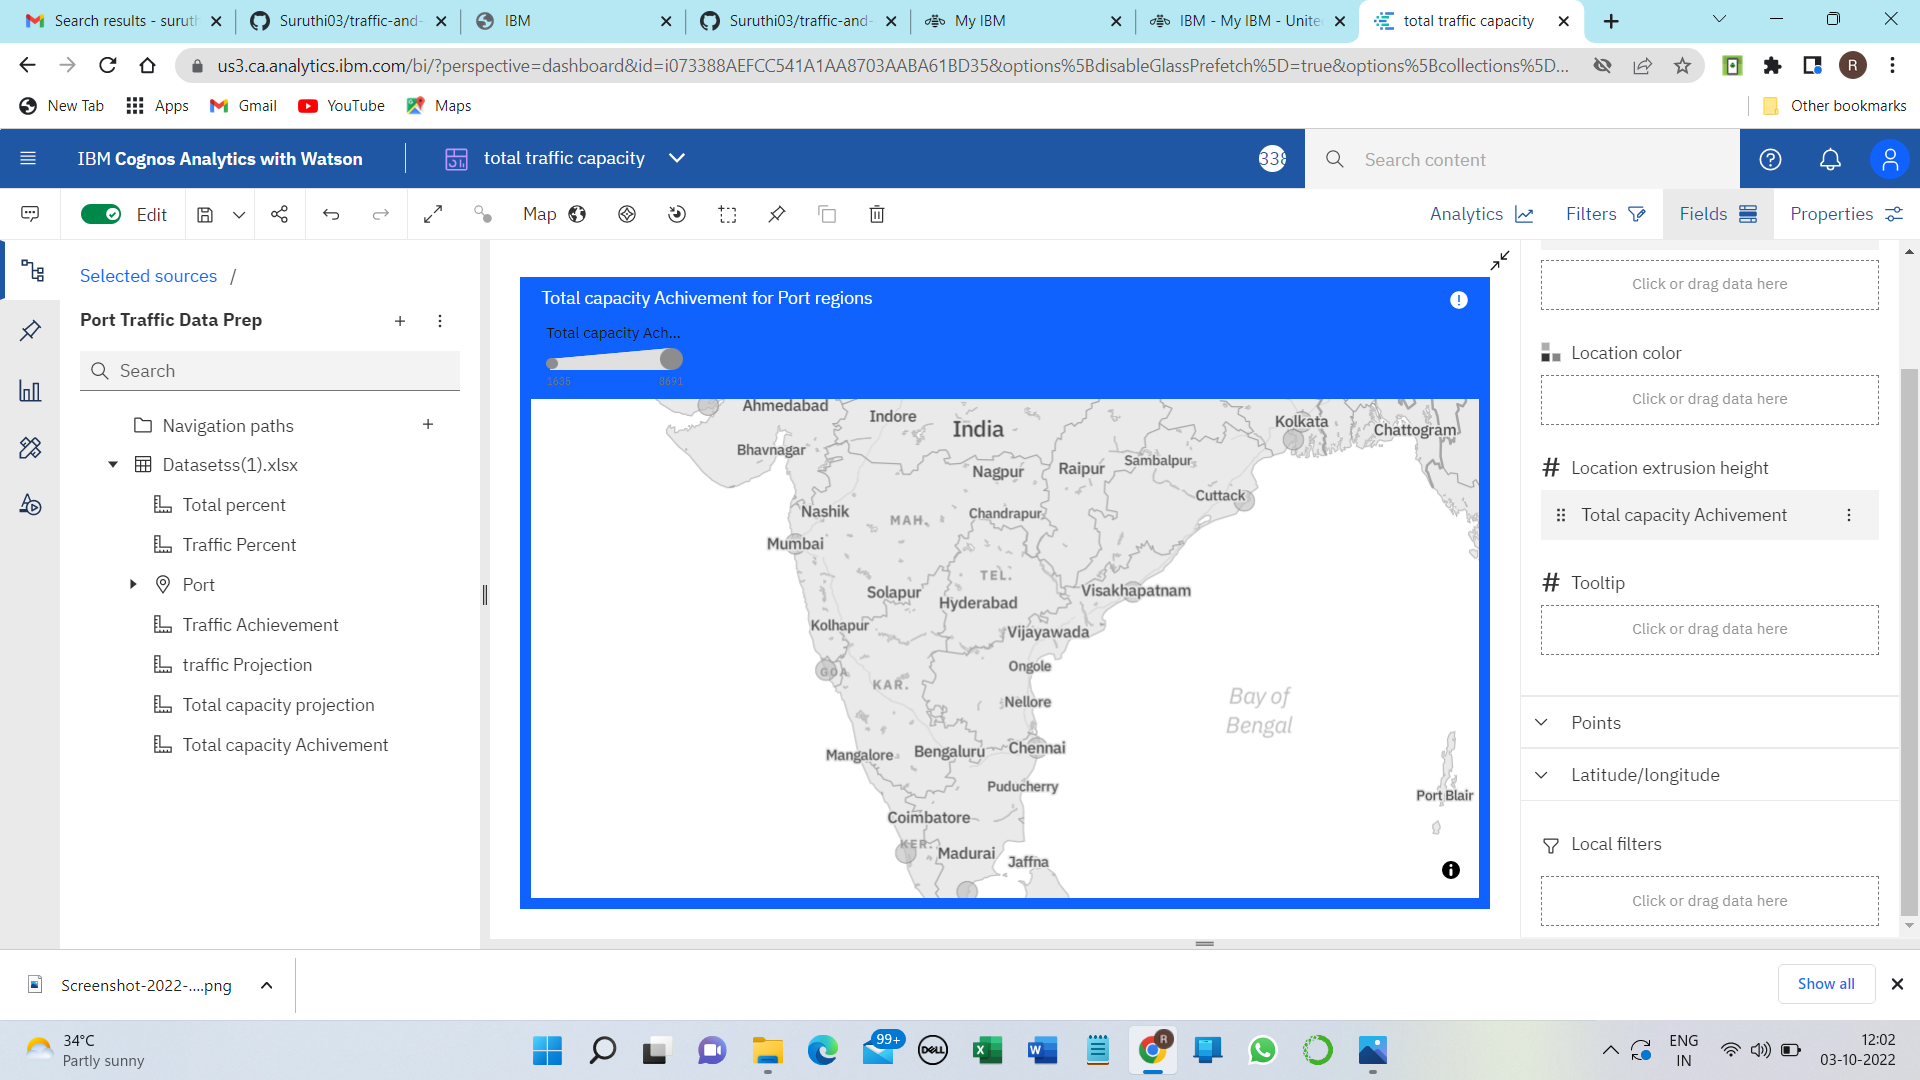 Search results - suruth
Suruthi03/traffic-and-
IBM
Suruthi03/traffic-and-
My IBM
IBM - My IBM - Unite
total traffic capacity
us3.ca.analytics.ibm.com/bi/?perspective=dashboard&id=i073388AEFCC541A1AA8703AABA61BD35&options%5BdisableGlassPrefetch%5D=true&options%5Bcollections%5D...
R
New Tab
Apps
Gmail
YouTube
Maps
Other bookmarks
IBM Cognos Analytics with Watson
total traffic capacity
338
Search content
Edit
Map
Analytics
Filters
Fields
Properties
Selected sources /
Port Traffic Data Prep
Search
Navigation paths
Datasetss(1).xlsx
Total percent
Traffic Percent
Port
Traffic Achievement
traffic Projection
Total capacity projection
Total capacity Achivement
Total capacity Achivement for Port regions
Total capacity Ach...
1638 8691
Ahmedabad
Indore
India
Kolkata
Chattogram
Bhavnagar
Nagpur
Raipur
Sambalpur
Cuttack
Nashik
MAH.
Chandrapur
Mumbai
TEL.
Solapur
Hyderabad
Visakhapatnam
Kolhapur
Vijayawada
GOA
KAR.
Ongole
Nellore
Bay of
Bengal
Mangalore
Bengaluru
Chennai
Puducherry
Port Blair
Coimbatore
KER.
Madurai
Jaffna
Click or drag data here
Location color
Click or drag data here
Location extrusion height
Total capacity Achivement
Tooltip
Click or drag data here
Points
Latitude/longitude
Local filters
Click or drag data here
Screenshot-2022-....png
Show all
34°C
Partly sunny
99+
DELL
R
ENG
IN
12:02
03-10-2022